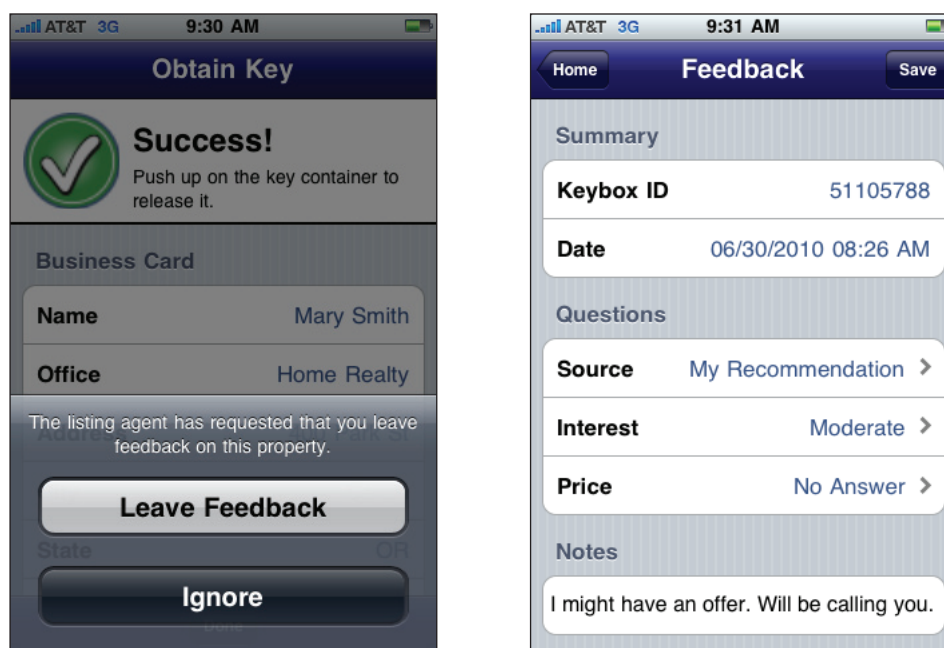 AT&T 3G 9:30 AM
Obtain Key
Success!
Push up on the key container to
release it.
Business Card
Name Mary Smith
Office Home Realty
The listing agent has requested that you leave
feedback on this property.
Leave Feedback
State OR
Ignore
Done
AT&T 3G 9:31 AM
Home Feedback Save
Summary
Keybox ID 51105788
Date 06/30/2010 08:26 AM
Questions
Source My Recommendation
Interest Moderate
Price No Answer
Notes
I might have an offer. Will be calling you.